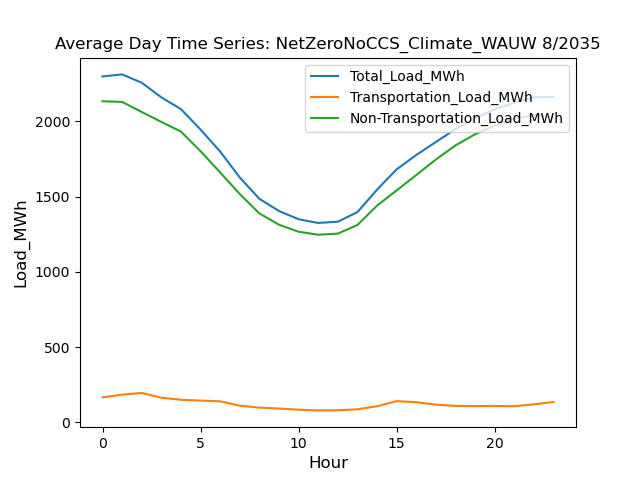 Average Day Time Series: NetZeroNoCCS_Climate_WAUW 8/2035
Total_Load_MWh
Transportation_Load_MWh
Non-Transportation_Load_MWh
Load_MWh
2000
1500
1000
500
0
0 5 10 15 20
Hour